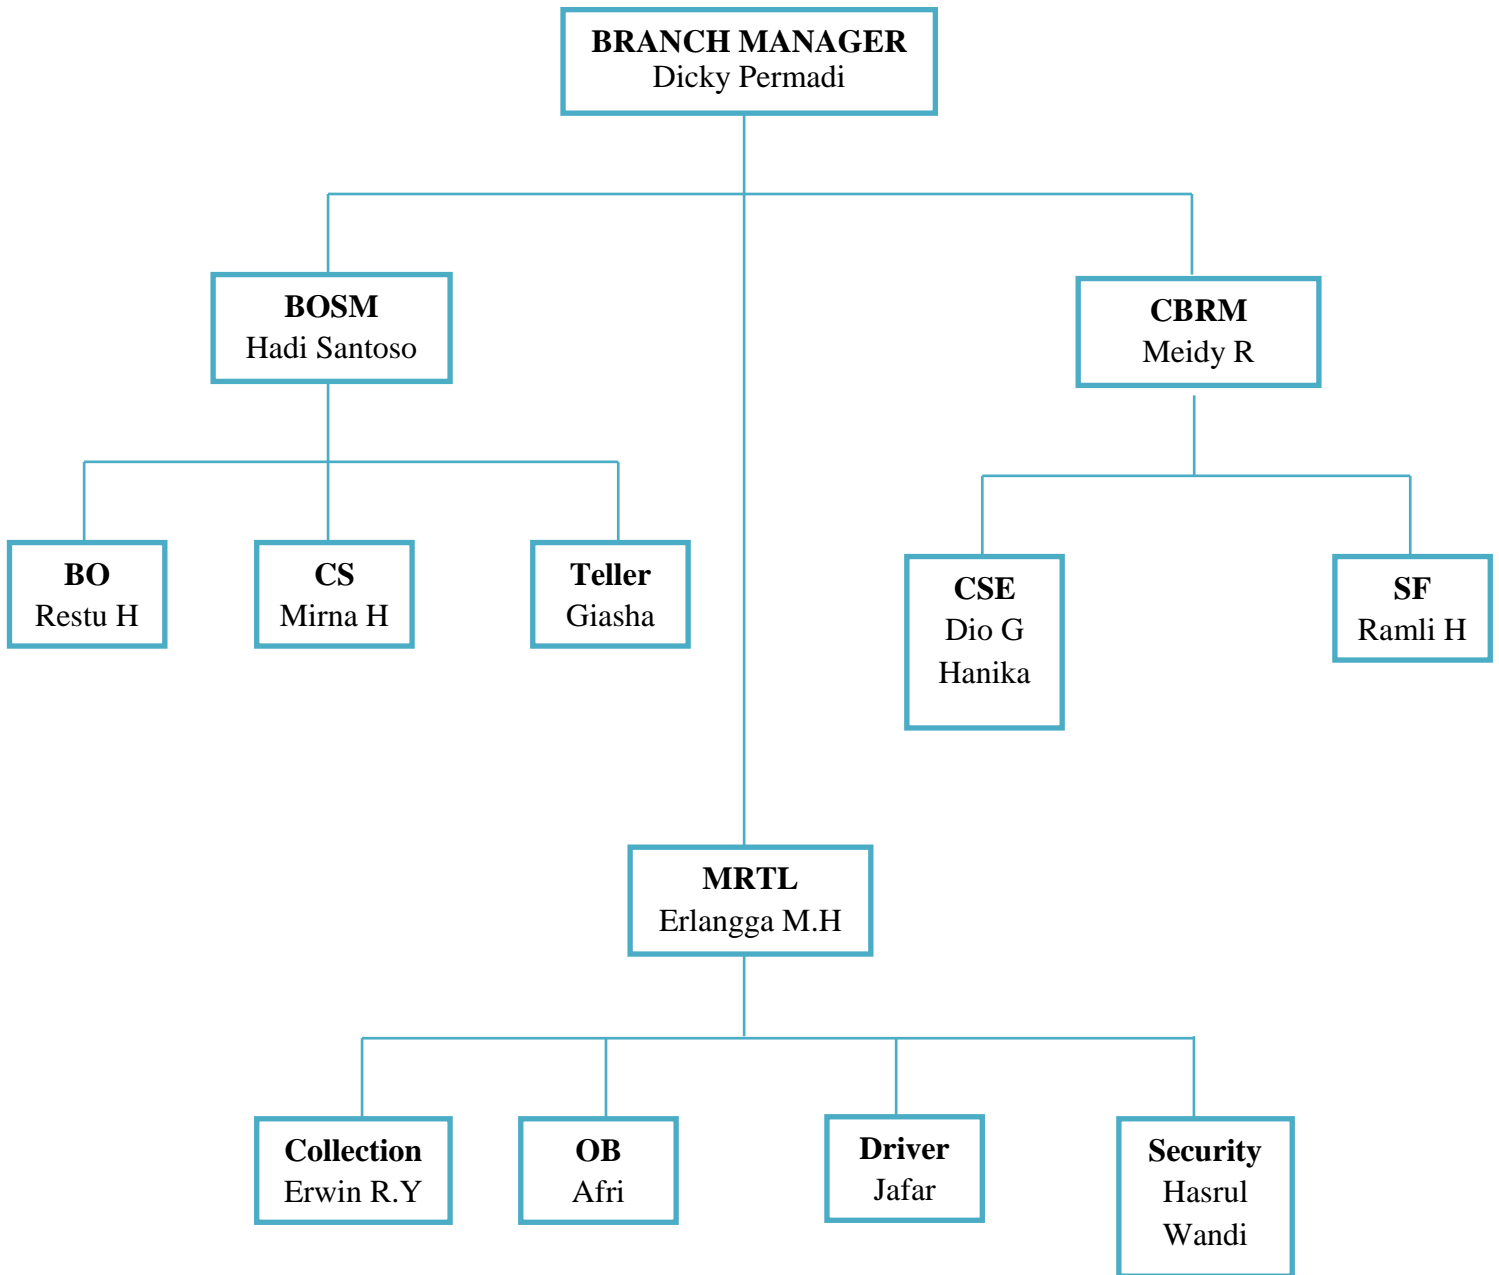 BRANCH MANAGER
Dicky Permadi
BOSM
Hadi Santoso
CBRM
Meidy R
BO
Restu H
CS
Mirna H
Teller
Giasha
CSE
Dio G
Hanika
SF
Ramli H
MRTL
Erlangga M.H
Collection
Erwin R.Y
OB
Afri
Driver
Jafar
Security
Hasrul
Wandi